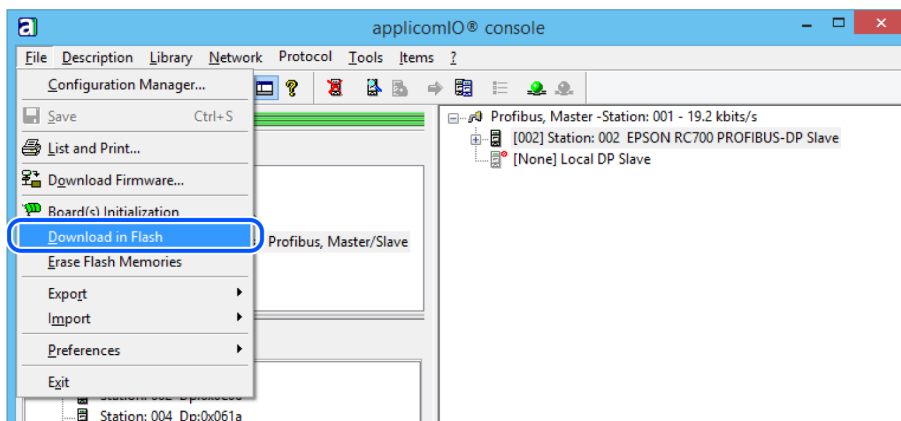 a
applicomIO® console
File Description Library Network Protocol Tools Items ?
Configuration Manager...
Save Ctrl+S
List and Print...
Download Firmware...
Board(s) Initialization
Download in Flash
Erase Flash Memories
Export
Import
Preferences
Exit
Profibus, Master/Slave
Station: 004 Dp:0x061a
Profibus, Master -Station: 001 - 19.2 kbits/s
[002] Station: 002 EPSON RC700 PROFIBUS-DP Slave
[None] Local DP Slave